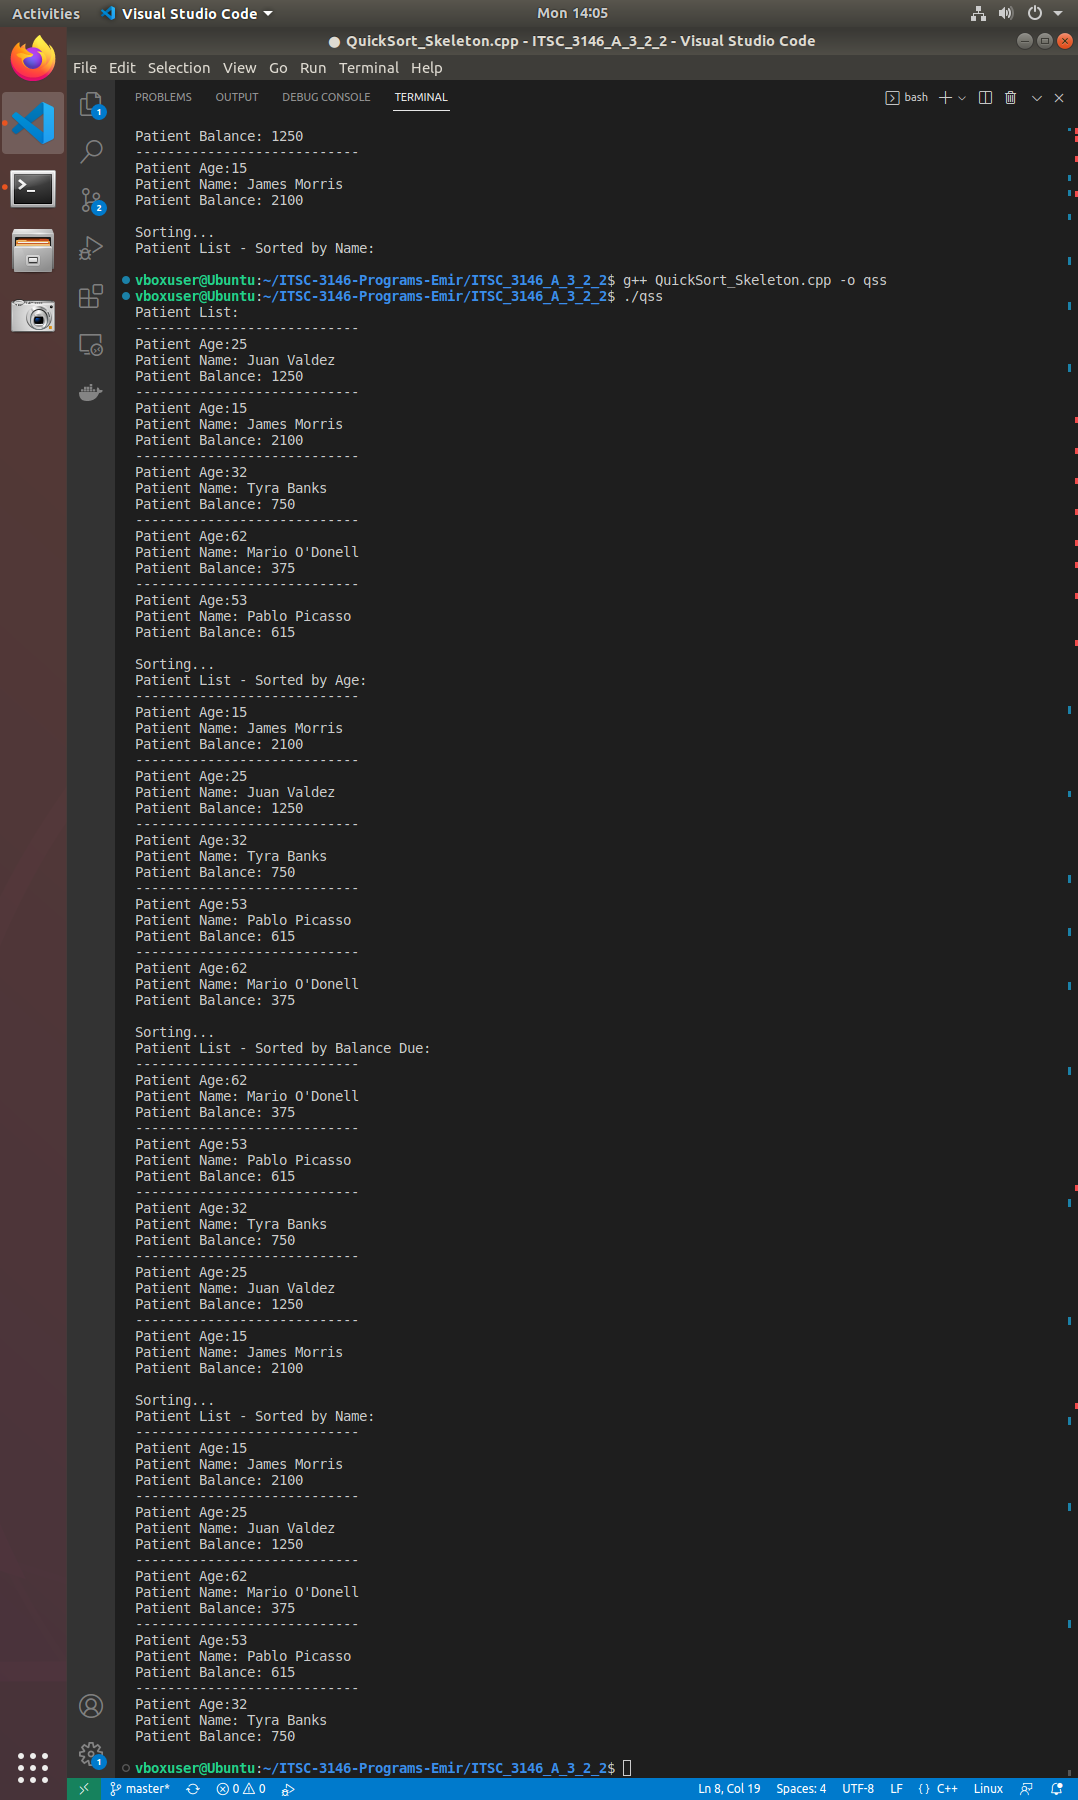 Activities Visual Studio Code Mon 14:05
● QuickSort_Skeleton.cpp - ITSC_3146_A_3_2_2 - Visual Studio Code
File Edit Selection View Go Run Terminal Help
PROBLEMS OUTPUT DEBUG CONSOLE TERMINAL bash
Patient Balance: 1250
----------------------------
Patient Age:15
Patient Name: James Morris
Patient Balance: 2100
Sorting...
Patient List - Sorted by Name:
vboxuser@Ubuntu:~/ITSC-3146-Programs-Emir/ITSC_3146_A_3_2_2$ g++ QuickSort_Skeleton.cpp -o qss
vboxuser@Ubuntu:~/ITSC-3146-Programs-Emir/ITSC_3146_A_3_2_2$ ./qss
Patient List:
----------------------------
Patient Age:25
Patient Name: Juan Valdez
Patient Balance: 1250
----------------------------
Patient Age:15
Patient Name: James Morris
Patient Balance: 2100
----------------------------
Patient Age:32
Patient Name: Tyra Banks
Patient Balance: 750
----------------------------
Patient Age:62
Patient Name: Mario O'Donell
Patient Balance: 375
----------------------------
Patient Age:53
Patient Name: Pablo Picasso
Patient Balance: 615
Sorting...
Patient List - Sorted by Age:
----------------------------
Patient Age:15
Patient Name: James Morris
Patient Balance: 2100
----------------------------
Patient Age:25
Patient Name: Juan Valdez
Patient Balance: 1250
----------------------------
Patient Age:32
Patient Name: Tyra Banks
Patient Balance: 750
----------------------------
Patient Age:53
Patient Name: Pablo Picasso
Patient Balance: 615
----------------------------
Patient Age:62
Patient Name: Mario O'Donell
Patient Balance: 375
Sorting...
Patient List - Sorted by Balance Due:
----------------------------
Patient Age:62
Patient Name: Mario O'Donell
Patient Balance: 375
----------------------------
Patient Age:53
Patient Name: Pablo Picasso
Patient Balance: 615
----------------------------
Patient Age:32
Patient Name: Tyra Banks
Patient Balance: 750
----------------------------
Patient Age:25
Patient Name: Juan Valdez
Patient Balance: 1250
----------------------------
Patient Age:15
Patient Name: James Morris
Patient Balance: 2100
Sorting...
Patient List - Sorted by Name:
----------------------------
Patient Age:15
Patient Name: James Morris
Patient Balance: 2100
----------------------------
Patient Age:25
Patient Name: Juan Valdez
Patient Balance: 1250
----------------------------
Patient Age:62
Patient Name: Mario O'Donell
Patient Balance: 375
----------------------------
Patient Age:53
Patient Name: Pablo Picasso
Patient Balance: 615
----------------------------
Patient Age:32
Patient Name: Tyra Banks
Patient Balance: 750
vboxuser@Ubuntu:~/ITSC-3146-Programs-Emir/ITSC_3146_A_3_2_2$
1
2
1
master* 0 0 Ln 8, Col 19 Spaces: 4 UTF-8 LF {} C++ Linux